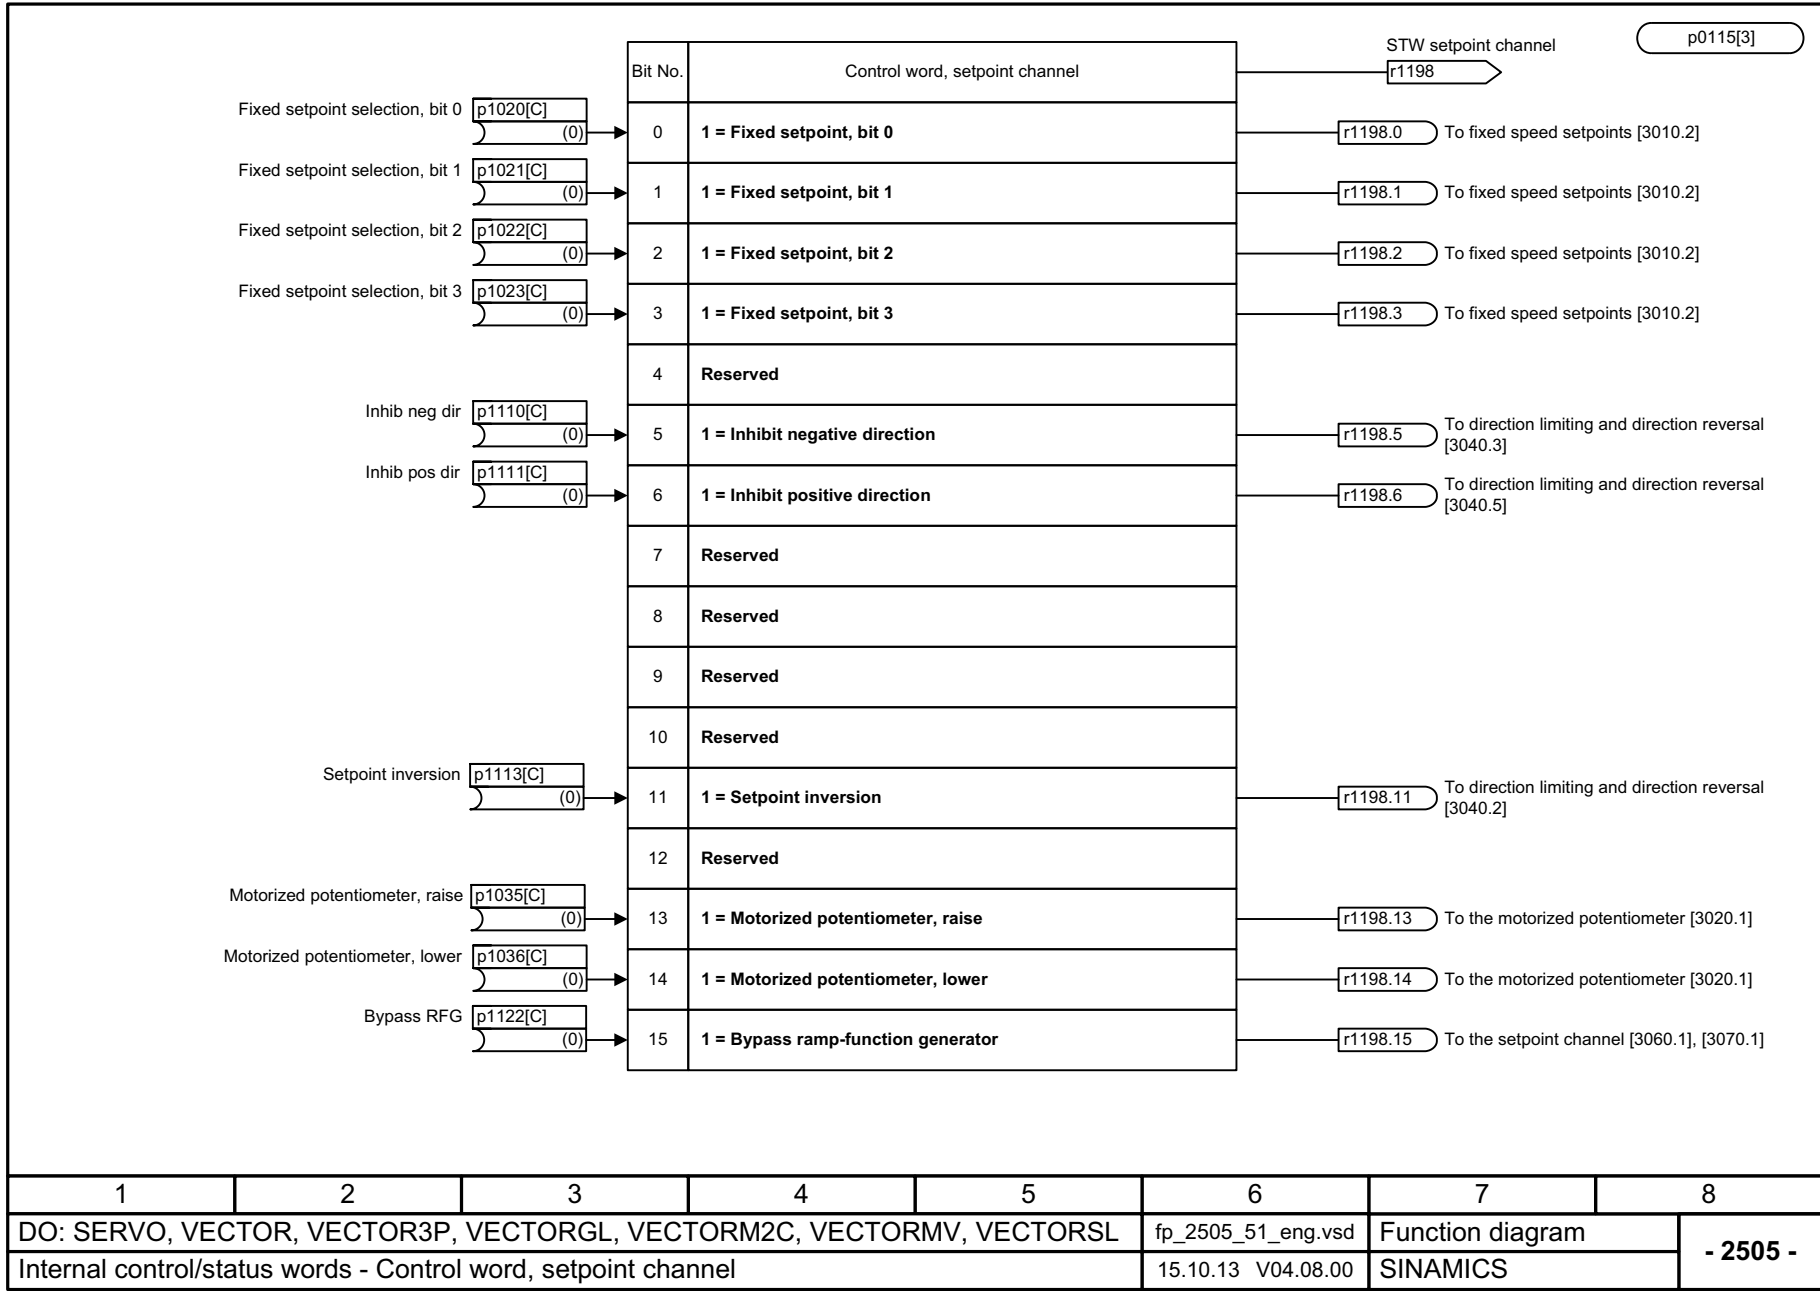 STW setpoint channel
p0115[3]
Bit No.
Control word, setpoint channel
r1198
Fixed setpoint selection, bit 0
p1020[C]
(0)
0
1 = Fixed setpoint, bit 0
r1198.0
To fixed speed setpoints [3010.2]
Fixed setpoint selection, bit 1
p1021[C]
(0)
1
1 = Fixed setpoint, bit 1
r1198.1
To fixed speed setpoints [3010.2]
Fixed setpoint selection, bit 2
p1022[C]
(0)
2
1 = Fixed setpoint, bit 2
r1198.2
To fixed speed setpoints [3010.2]
Fixed setpoint selection, bit 3
p1023[C]
(0)
3
1 = Fixed setpoint, bit 3
r1198.3
To fixed speed setpoints [3010.2]
4
Reserved
Inhib neg dir
p1110[C]
(0)
5
1 = Inhibit negative direction
r1198.5
To direction limiting and direction reversal
[3040.3]
Inhib pos dir
p1111[C]
(0)
6
1 = Inhibit positive direction
r1198.6
To direction limiting and direction reversal
[3040.5]
7
Reserved
8
Reserved
9
Reserved
10
Reserved
Setpoint inversion
p1113[C]
(0)
11
1 = Setpoint inversion
r1198.11
To direction limiting and direction reversal
[3040.2]
12
Reserved
Motorized potentiometer, raise
p1035[C]
(0)
13
1 = Motorized potentiometer, raise
r1198.13
To the motorized potentiometer [3020.1]
Motorized potentiometer, lower
p1036[C]
(0)
14
1 = Motorized potentiometer, lower
r1198.14
To the motorized potentiometer [3020.1]
Bypass RFG
p1122[C]
(0)
15
1 = Bypass ramp-function generator
r1198.15
To the setpoint channel [3060.1], [3070.1]
1
2
3
4
5
6
7
8
DO: SERVO, VECTOR, VECTOR3P, VECTORGL, VECTORM2C, VECTORMV, VECTORSL
fp_2505_51_eng.vsd
Function diagram
- 2505 -
Internal control/status words - Control word, setpoint channel
15.10.13 V04.08.00
SINAMICS